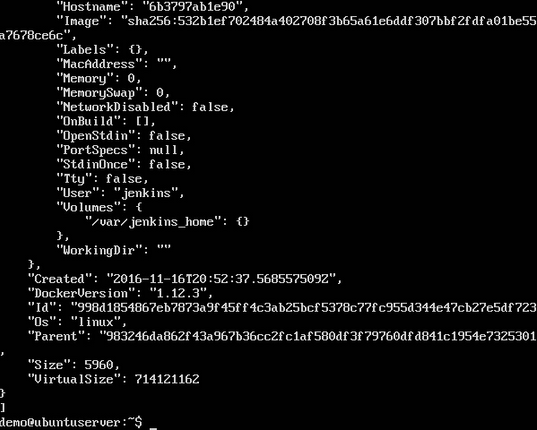 "Hostname": "6b3797ab1e90",
"Image": "sha256:532b1ef702484a402708f3b65a61e6ddf307bbf2fdfa01be55
a7678ce6c",
"Labels": {},
"MacAddress": "",
"Memory": 0,
"MemorySwap": 0,
"NetworkDisabled": false,
"OnBuild": [],
"OpenStdin": false,
"PortSpecs": null,
"StdinOnce": false,
"Tty": false,
"User": "jenkins",
"Volumes": {
"/var/jenkins_home": {}
},
"WorkingDir": ""
},
"Created": "2016-11-16T20:52:37.568557509Z",
"DockerVersion": "1.12.3",
"Id": "998d1854867eb7873a9f45ff4c3ab25bcf5378c77fc955d344e47cb27e5df723
"Os": "linux",
"Parent": "983246da862f43a967b36cc2fc1af580df3f79760dfd841c1954e7325301
,
"Size": 5960,
"VirtualSize": 714121162
}
]
demo@ubuntuserver:~$ _